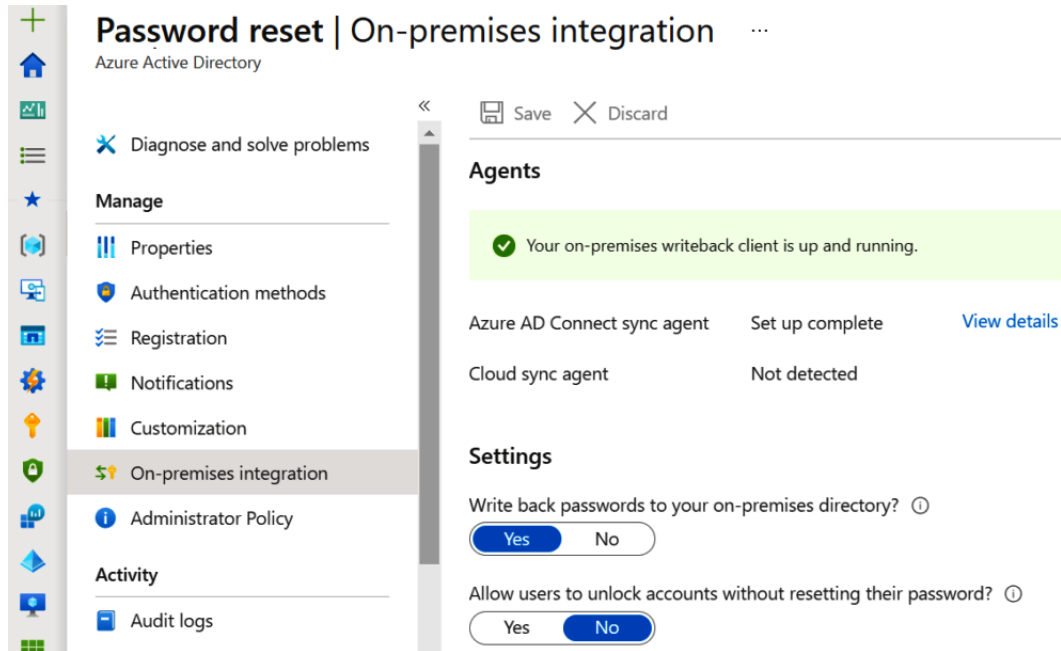 Password reset | On-premises integration ...
Azure Active Directory
«
Diagnose and solve problems
Manage
Properties
Authentication methods
Registration
Notifications
Customization
On-premises integration
Administrator Policy
Activity
Audit logs
Save Discard
Agents
Your on-premises writeback client is up and running.
Azure AD Connect sync agent Set up complete View details
Cloud sync agent Not detected
Settings
Write back passwords to your on-premises directory?
Yes No
Allow users to unlock accounts without resetting their password?
Yes No